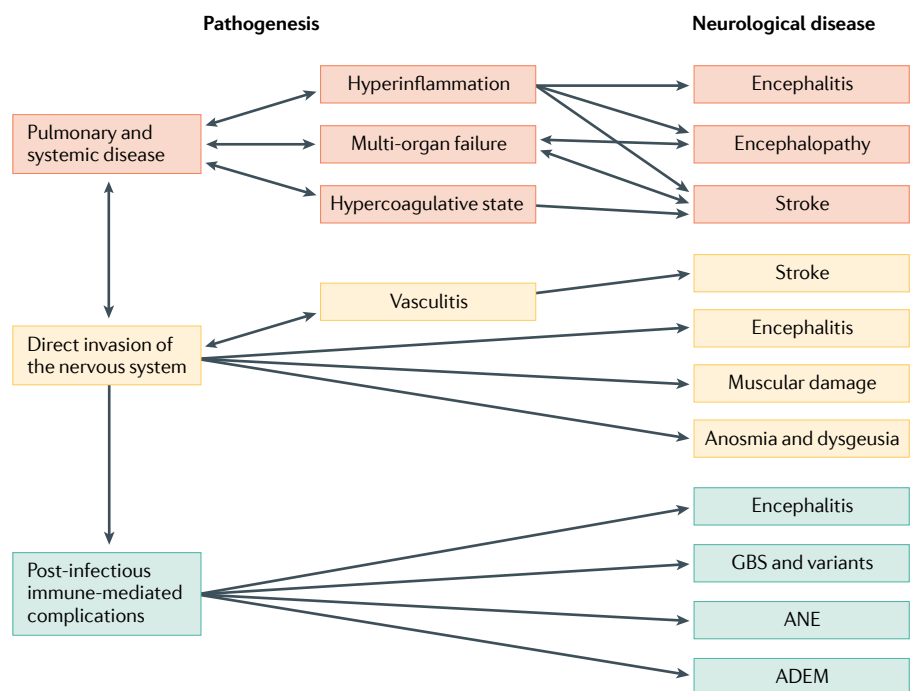 Pathogenesis
Neurological disease
Pulmonary and
systemic disease
Hyperinflammation
Multi-organ failure
Hypercoagulative state
Encephalitis
Encephalopathy
Stroke
Direct invasion of
the nervous system
Vasculitis
Stroke
Encephalitis
Muscular damage
Anosmia and dysgeusia
Post-infectious
immune-mediated
complications
Encephalitis
GBS and variants
ANE
ADEM